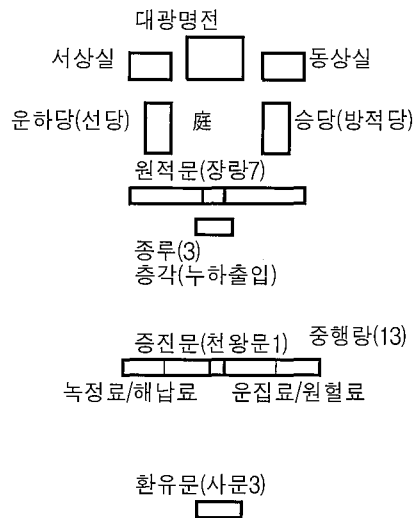 대광명전
서상실 동상실
운하당(선당) 庭 승당(방적당)
원적문(장랑7)
종루(3)
층각(누하출입)
중행랑(13)
증진문(천왕문1)
녹정료/해납료 운집료/원혈료
환유문(사문3)